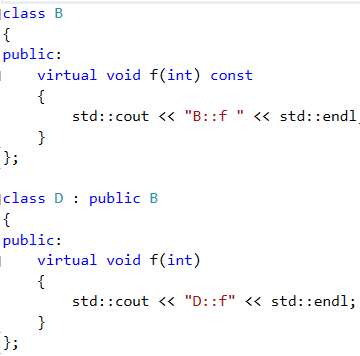 class B
{
public:
    virtual void f(int) const
    {
        std::cout << "B::f " << std::endl;
    }
};

class D : public B
{
public:
    virtual void f(int)
    {
        std::cout << "D::f" << std::endl;
    }
};